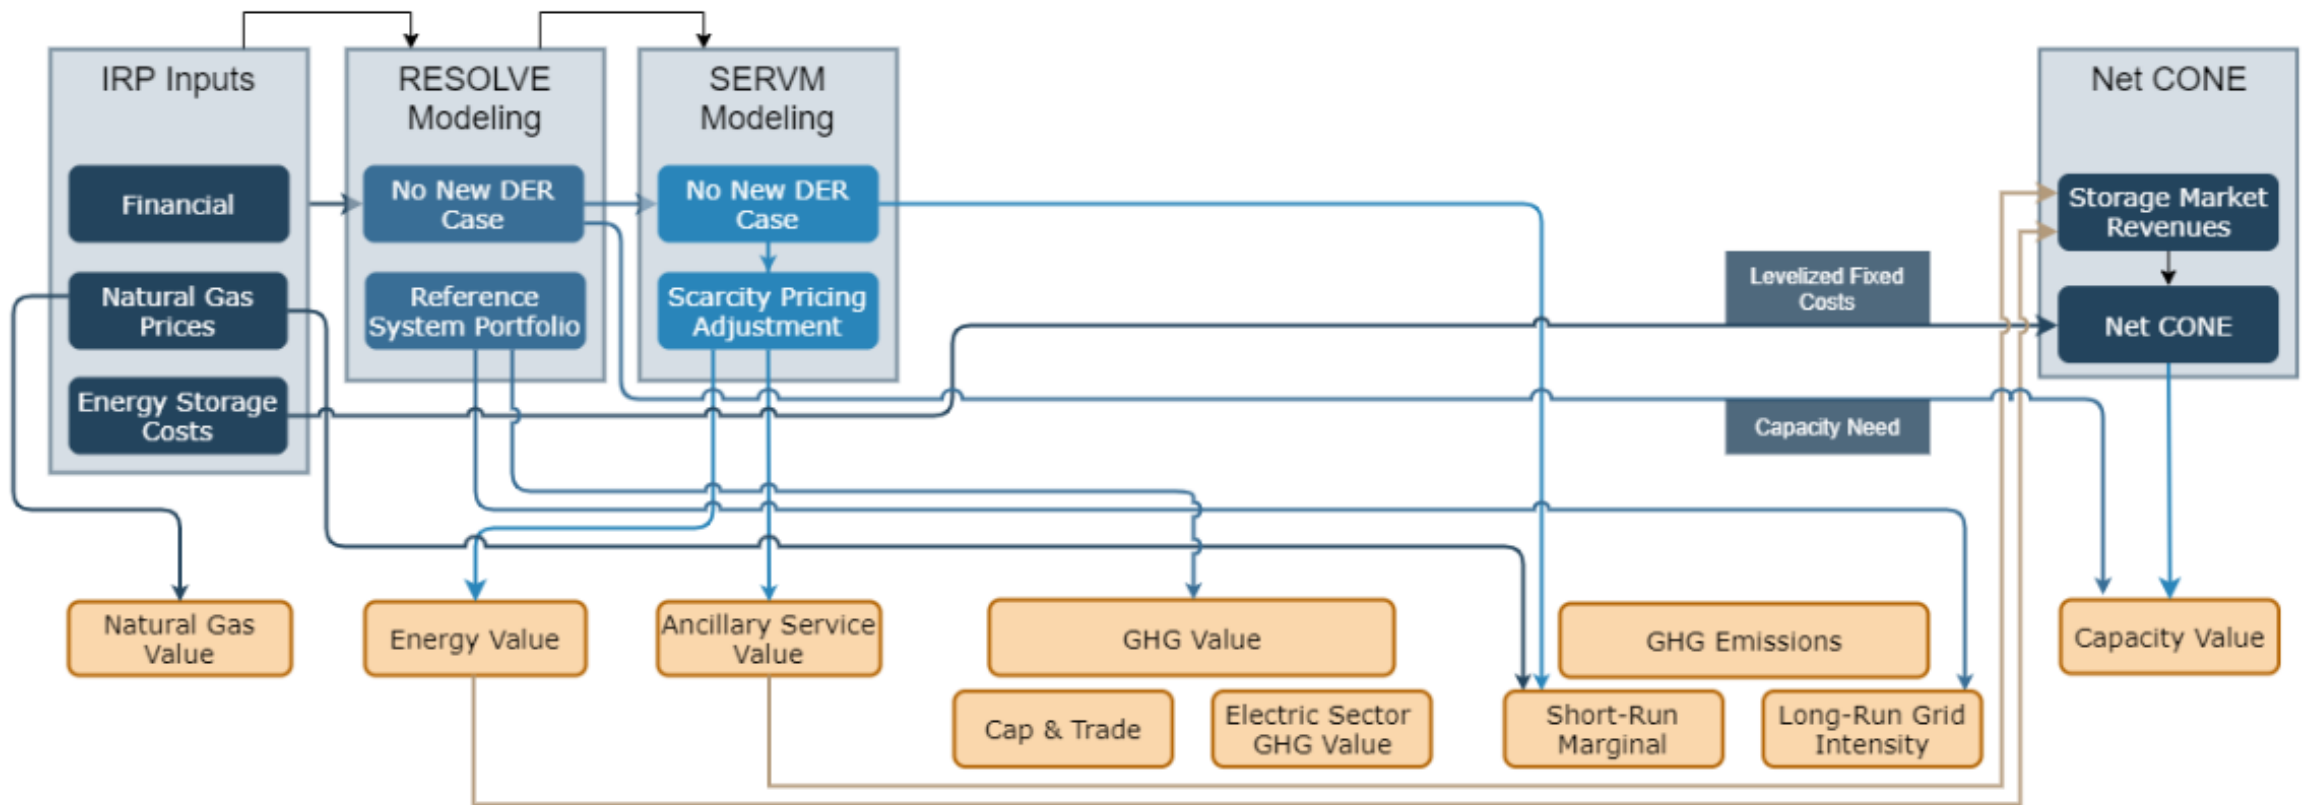 IRP Inputs
RESOLVE
Modeling
SERVM
Modeling
Net CONE
Financial
No New DER
Case
No New DER
Case
Storage Market
Revenues
Natural Gas
Prices
Reference
System Portfolio
Scarcity Pricing
Adjustment
Levelized Fixed
Costs
Net CONE
Energy Storage
Costs
Capacity Need
Natural Gas
Value
Energy Value
Ancillary Service
Value
GHG Value
GHG Emissions
Capacity Value
Cap & Trade
Electric Sector
GHG Value
Short-Run
Marginal
Long-Run Grid
Intensity